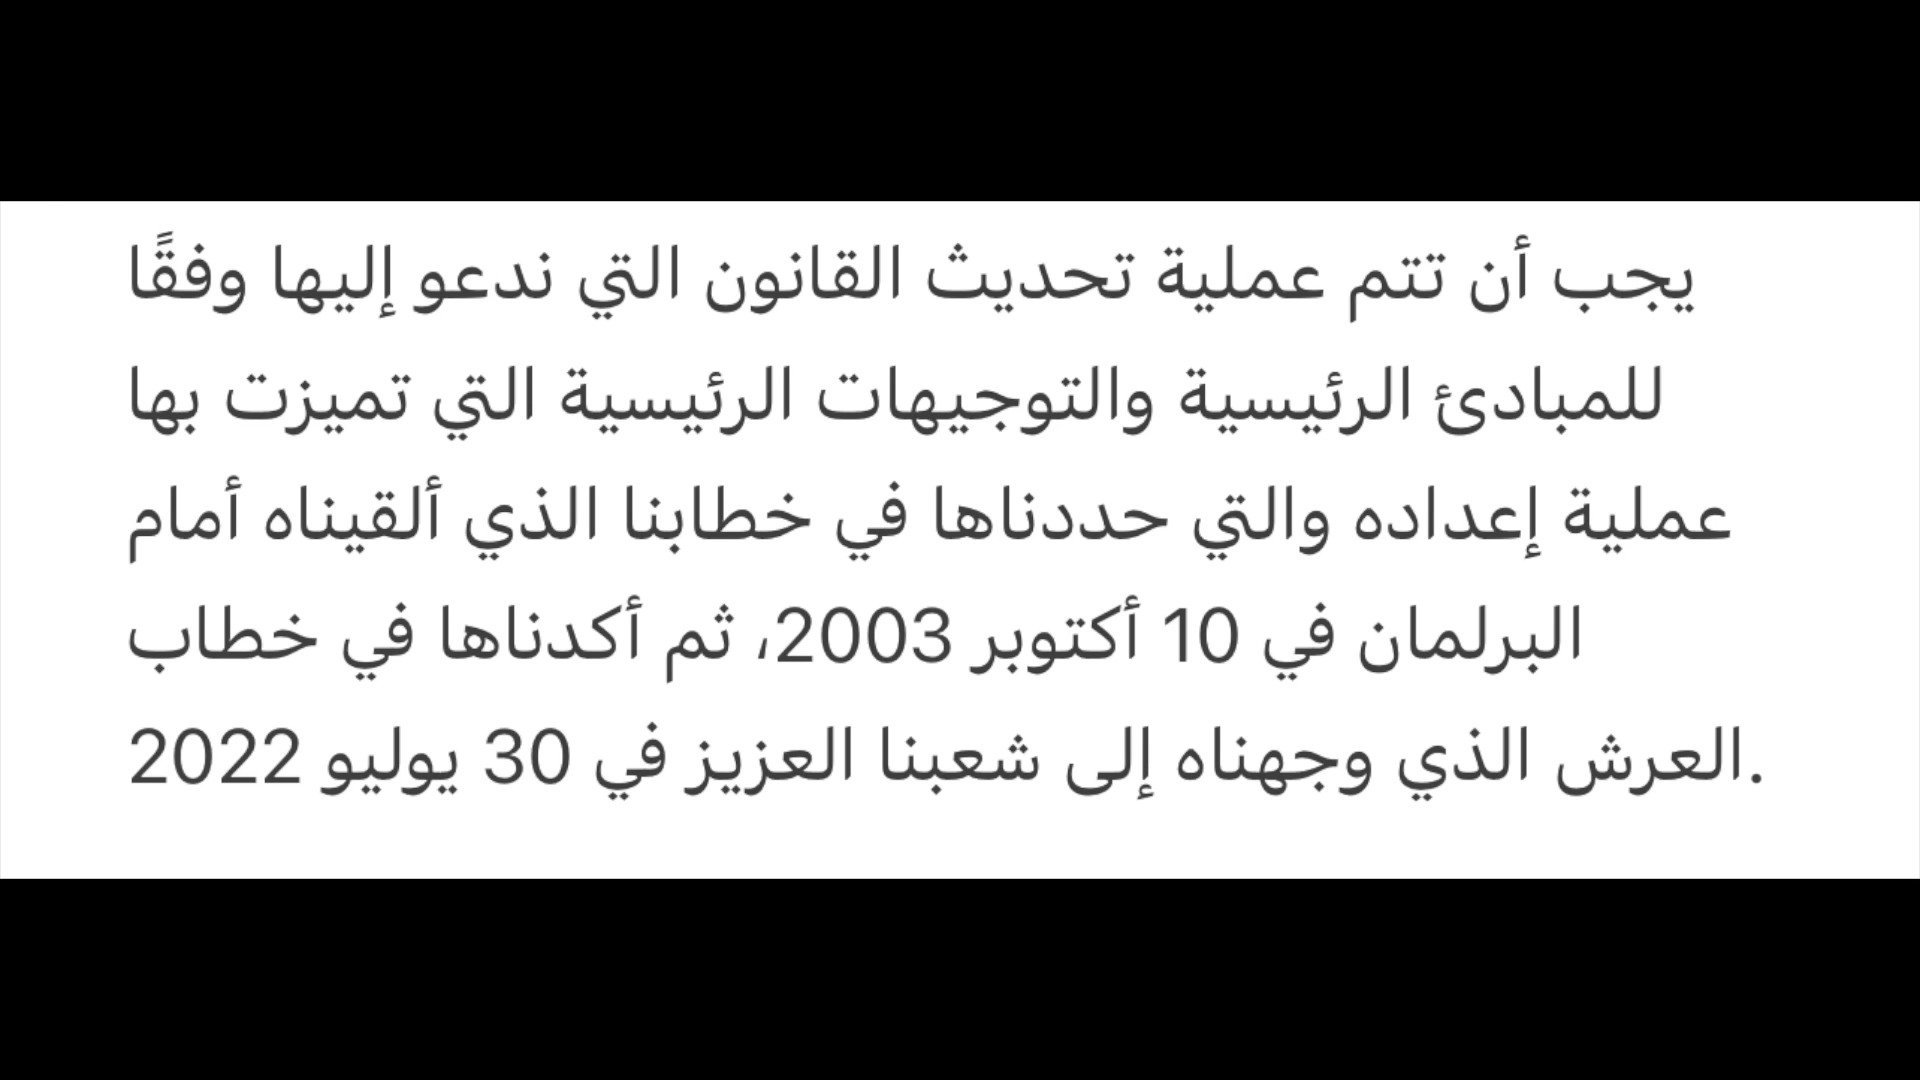 يجب أن تتم عملية تحديث القانون التي ندعو إليها وفقًا
للمبادئ الرئيسية والتوجيهات الرئيسية التي تميزت بها
عملية إعداده والتي حددناها في خطابنا الذي ألقيناه أمام
البرلمان في 10 أكتوبر 2003، ثم أكدناها في خطاب
العرش الذي وجهناه إلى شعبنا العزيز في 30 يوليو 2022.